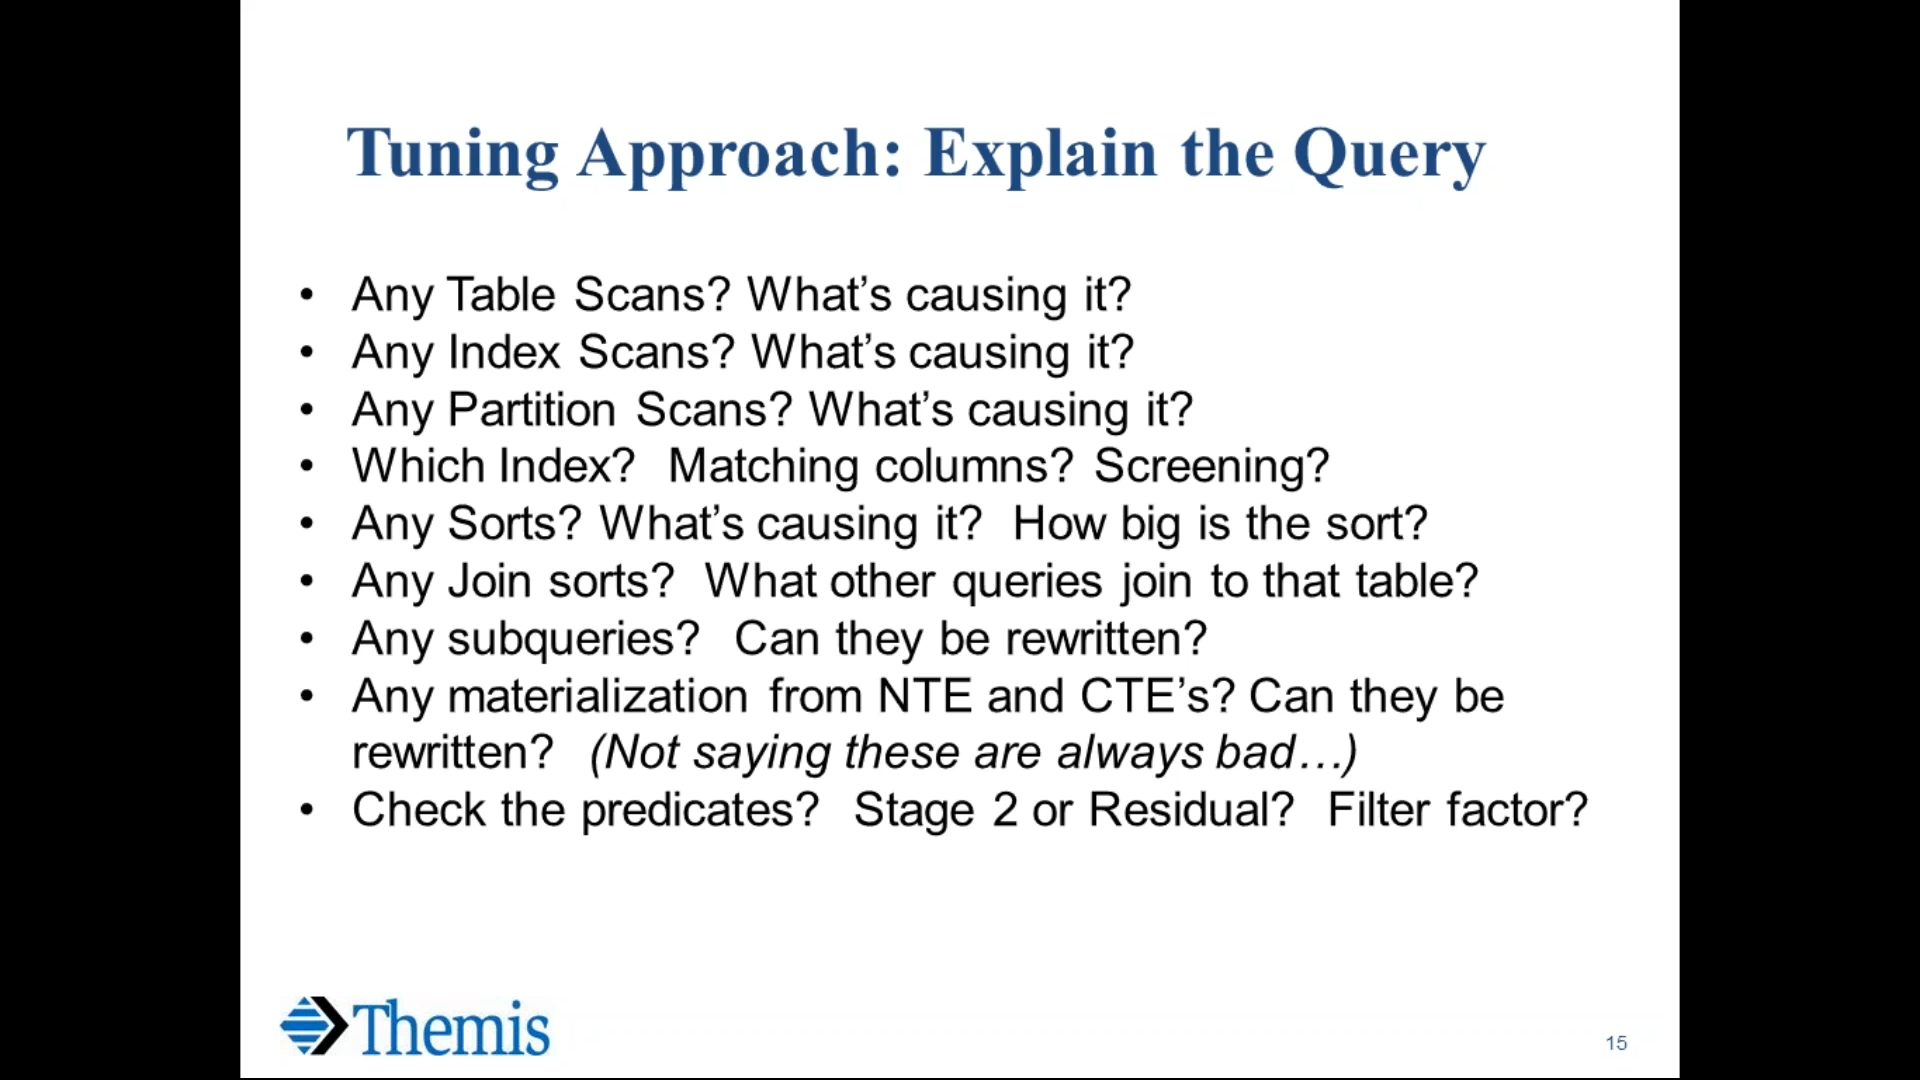 Tuning Approach: Explain the Query
• Any Table Scans? What’s causing it?
• Any Index Scans? What’s causing it?
• Any Partition Scans? What’s causing it?
• Which Index?  Matching columns? Screening?
• Any Sorts? What’s causing it?  How big is the sort?
• Any Join sorts?  What other queries join to that table?
• Any subqueries?  Can they be rewritten?
• Any materialization from NTE and CTE’s? Can they be
rewritten?  (Not saying these are always bad…)
• Check the predicates?  Stage 2 or Residual?  Filter factor?
Themis
15